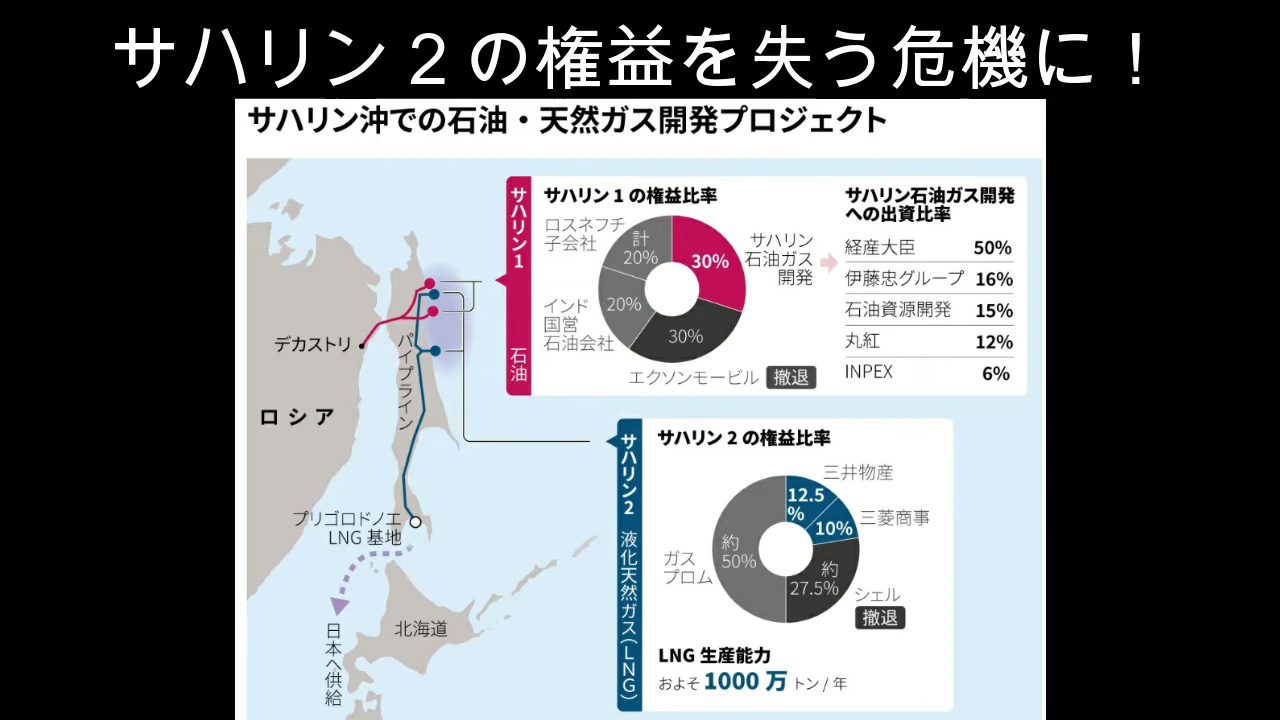 サハリン２の権益を失う危機に！
サハリン沖での石油・天然ガス開発プロジェクト
サハリン1
石油
サハリン1の権益比率
ロスネフチ
子会社
計
20%
30%
サハリン
石油ガス
開発
インド
国営
石油会社
20%
30%
エクソンモービル 撤退
サハリン石油ガス開発
への出資比率
経産大臣 50%
伊藤忠グループ 16%
石油資源開発 15%
丸紅 12%
INPEX 6%
デカストリ
パイプライン
ロシア
プリゴロドノエ
LNG 基地
北海道
日本へ供給
サハリン2
液化天然ガス(LNG)
サハリン2の権益比率
三井物産
12.5
%
三菱商事
10%
ガス
プロム
約
50%
約
27.5%
シェル
撤退
LNG 生産能力
およそ 1000 万 トン / 年